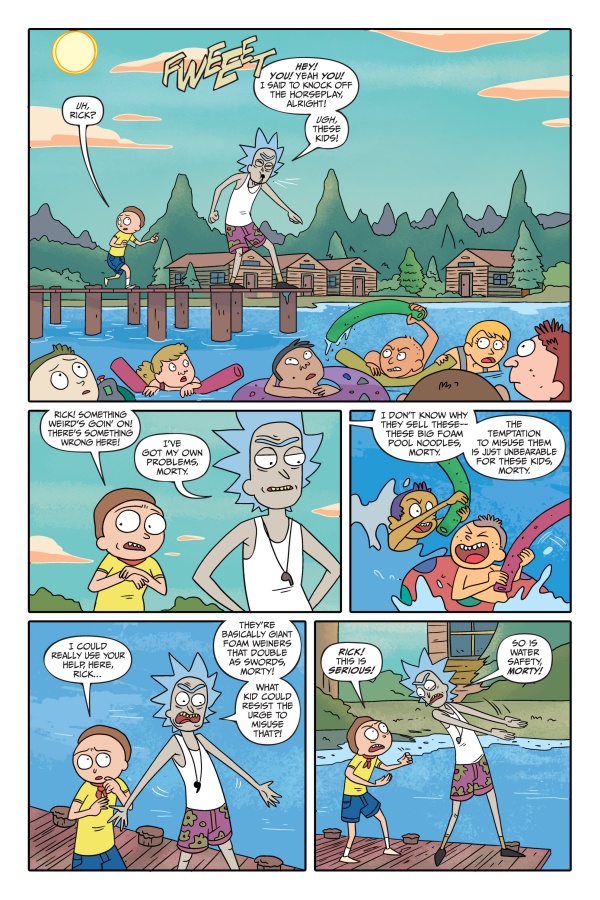 FWEEEET
UH,
RICK?
HEY!
YOU! YEAH YOU!
I SAID TO KNOCK OFF
THE HORSEPLAY,
ALRIGHT!
UGH,
THESE
KIDS!
RICK! SOMETHING
WEIRD'S GOIN' ON!
THERE'S SOMETHING
WRONG HERE!
I'VE
GOT MY OWN
PROBLEMS,
MORTY.
I DON'T KNOW WHY
THEY SELL THESE--
THESE BIG FOAM
POOL NOODLES,
MORTY.
THE
TEMPTATION
TO MISUSE THEM
IS JUST UNBEARABLE
FOR THESE KIDS,
MORTY.
I COULD
REALLY USE YOUR
HELP, HERE,
RICK...
THEY'RE
BASICALLY GIANT
FOAM WEINERS
THAT DOUBLE
AS SWORDS,
MORTY!
WHAT
KID COULD
RESIST THE
URGE TO
MISUSE
THAT?!
RICK!
THIS IS
SERIOUS!
SO IS
WATER
SAFETY,
MORTY!